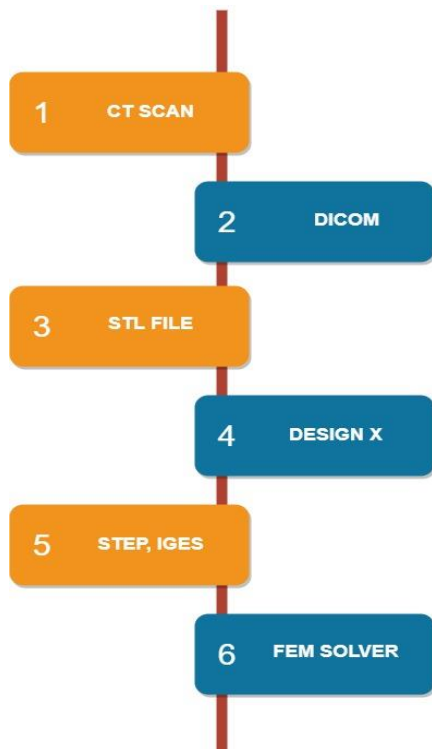 1 CT SCAN
2 DICOM
3 STL FILE
4 DESIGN X
5 STEP, IGES
6 FEM SOLVER